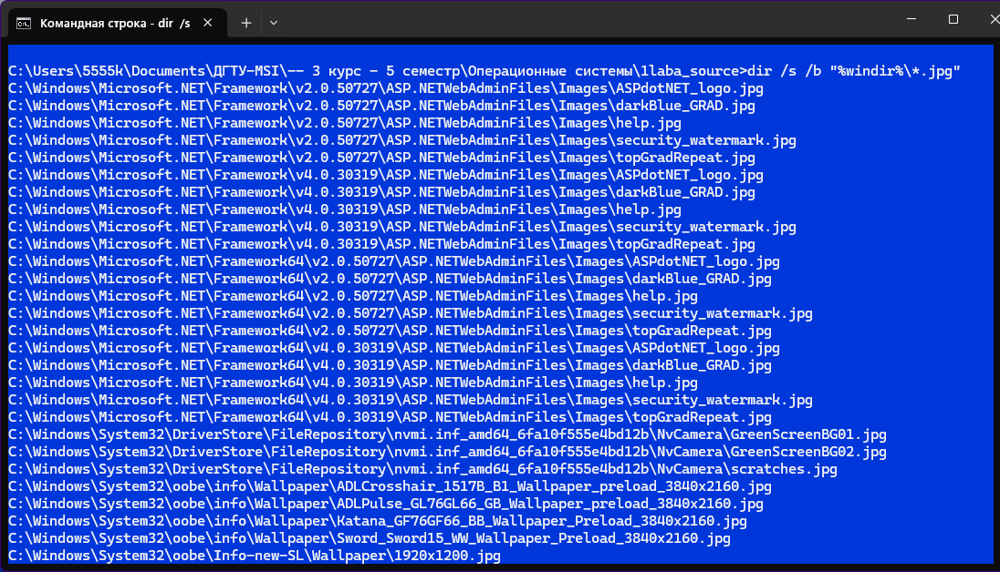 Командная строка - dir /s
C:\Users\5555k\Documents\ДГТУ-MSI\-- 3 курс - 5 семестр\Операционные системы\1laba_source>dir /s /b "%windir%\*.jpg"
C:\Windows\Microsoft.NET\Framework\v2.0.50727\ASP.NETWebAdminFiles\Images\ASPdotNET_logo.jpg
C:\Windows\Microsoft.NET\Framework\v2.0.50727\ASP.NETWebAdminFiles\Images\darkBlue_GRAD.jpg
C:\Windows\Microsoft.NET\Framework\v2.0.50727\ASP.NETWebAdminFiles\Images\help.jpg
C:\Windows\Microsoft.NET\Framework\v2.0.50727\ASP.NETWebAdminFiles\Images\security_watermark.jpg
C:\Windows\Microsoft.NET\Framework\v2.0.50727\ASP.NETWebAdminFiles\Images\topGradRepeat.jpg
C:\Windows\Microsoft.NET\Framework\v4.0.30319\ASP.NETWebAdminFiles\Images\ASPdotNET_logo.jpg
C:\Windows\Microsoft.NET\Framework\v4.0.30319\ASP.NETWebAdminFiles\Images\darkBlue_GRAD.jpg
C:\Windows\Microsoft.NET\Framework\v4.0.30319\ASP.NETWebAdminFiles\Images\help.jpg
C:\Windows\Microsoft.NET\Framework\v4.0.30319\ASP.NETWebAdminFiles\Images\security_watermark.jpg
C:\Windows\Microsoft.NET\Framework\v4.0.30319\ASP.NETWebAdminFiles\Images\topGradRepeat.jpg
C:\Windows\Microsoft.NET\Framework64\v2.0.50727\ASP.NETWebAdminFiles\Images\ASPdotNET_logo.jpg
C:\Windows\Microsoft.NET\Framework64\v2.0.50727\ASP.NETWebAdminFiles\Images\darkBlue_GRAD.jpg
C:\Windows\Microsoft.NET\Framework64\v2.0.50727\ASP.NETWebAdminFiles\Images\help.jpg
C:\Windows\Microsoft.NET\Framework64\v2.0.50727\ASP.NETWebAdminFiles\Images\security_watermark.jpg
C:\Windows\Microsoft.NET\Framework64\v2.0.50727\ASP.NETWebAdminFiles\Images\topGradRepeat.jpg
C:\Windows\Microsoft.NET\Framework64\v4.0.30319\ASP.NETWebAdminFiles\Images\ASPdotNET_logo.jpg
C:\Windows\Microsoft.NET\Framework64\v4.0.30319\ASP.NETWebAdminFiles\Images\darkBlue_GRAD.jpg
C:\Windows\Microsoft.NET\Framework64\v4.0.30319\ASP.NETWebAdminFiles\Images\help.jpg
C:\Windows\Microsoft.NET\Framework64\v4.0.30319\ASP.NETWebAdminFiles\Images\security_watermark.jpg
C:\Windows\Microsoft.NET\Framework64\v4.0.30319\ASP.NETWebAdminFiles\Images\topGradRepeat.jpg
C:\Windows\System32\DriverStore\FileRepository\nvmi.inf_amd64_6fa10f555e4bd12b\NvCamera\GreenScreenBG01.jpg
C:\Windows\System32\DriverStore\FileRepository\nvmi.inf_amd64_6fa10f555e4bd12b\NvCamera\GreenScreenBG02.jpg
C:\Windows\System32\DriverStore\FileRepository\nvmi.inf_amd64_6fa10f555e4bd12b\NvCamera\scratches.jpg
C:\Windows\System32\oobe\info\Wallpaper\ADLCrosshair_1517B_B1_Wallpaper_preload_3840x2160.jpg
C:\Windows\System32\oobe\info\Wallpaper\ADLPulse_GL76GL66_GB_Wallpaper_preload_3840x2160.jpg
C:\Windows\System32\oobe\info\Wallpaper\Katana_GF76GF66_BB_Wallpaper_Preload_3840x2160.jpg
C:\Windows\System32\oobe\info\Wallpaper\Sword_Sword15_WW_Wallpaper_Preload_3840x2160.jpg
C:\Windows\System32\oobe\Info-new-SL\Wallpaper\1920x1200.jpg